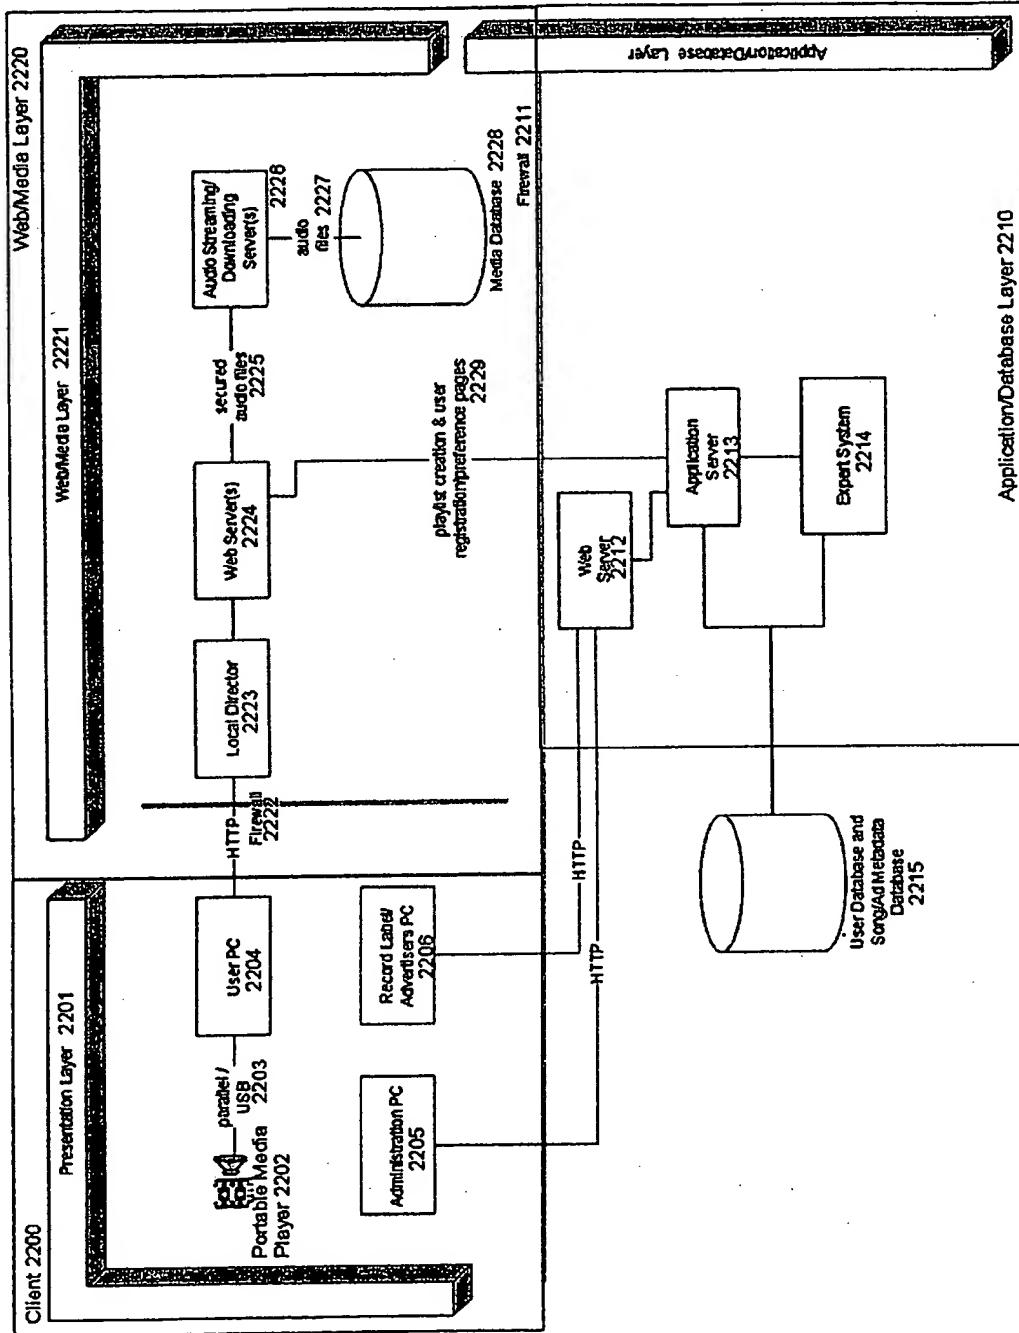 Client 2200
Presentation Layer 2201
Portable Media
Player 2202
parallel /
USB
2203
User PC
2204
Administration PC
2205
Record Label/
Advertisers PC
2206
HTTP
HTTP
HTTP
Web/Media Layer 2220
Web/Media Layer 2221
Firewall
2222
Local Director
2223
Web Server(s)
2224
secured
audio files
2225
Audio Streaming/
Downloading
Server(s)
2226
audio
files 2227
Media Database 2228
playlist creation & user
registration/preference pages
2229
Firewall 2211
Application/Database Layer
Web
Server
2212
Application
Server
2213
Expert System
2214
User Database and
Song/Ad Metadata
Database
2215
Application/Database Layer 2210